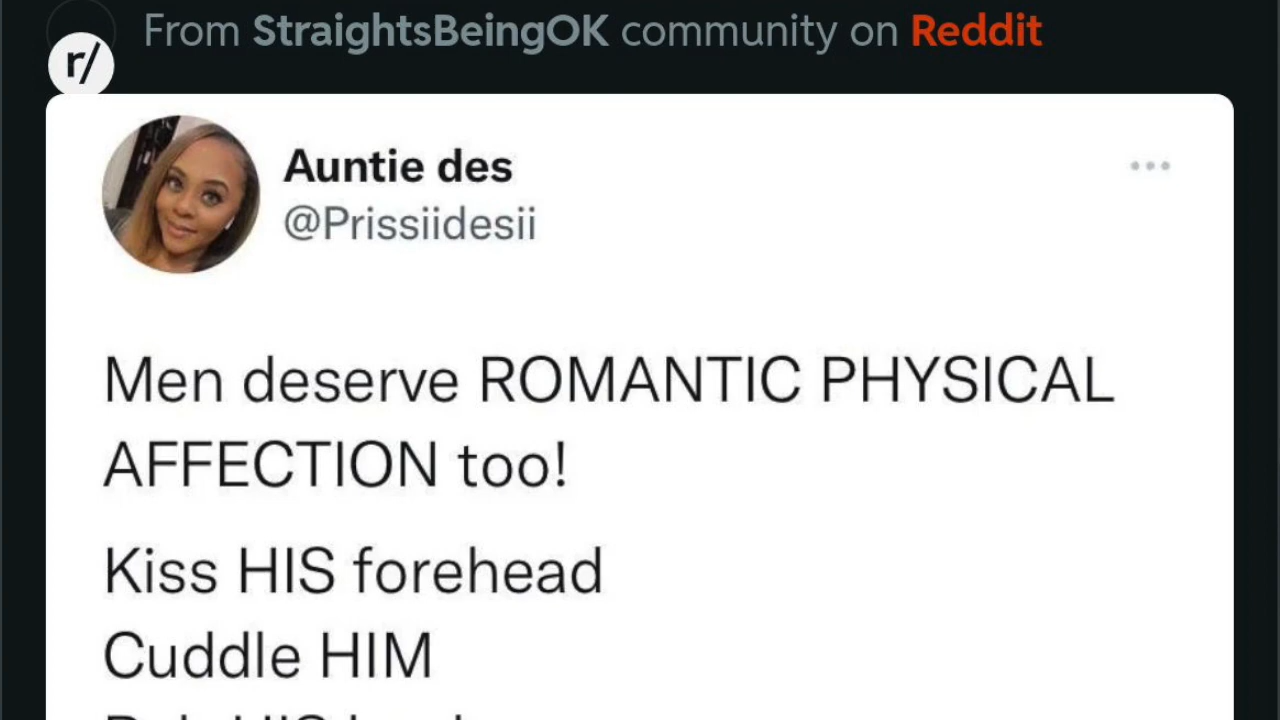 From StraightsBeingOK community on Reddit
r/
Auntie des
@Prissiidesii
Men deserve ROMANTIC PHYSICAL
AFFECTION too!
Kiss HIS forehead
Cuddle HIM